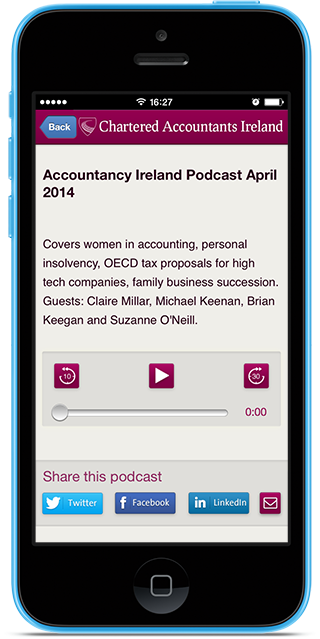 16:27
Back
Chartered Accountants Ireland
Accountancy Ireland Podcast April
2014
Covers women in accounting, personal
insolvency, OECD tax proposals for high
tech companies, family business succession.
Guests: Claire Millar, Michael Keenan, Brian
Keegan and Suzanne O'Neill.
10
30
0:00
Share this podcast
Twitter
Facebook
LinkedIn